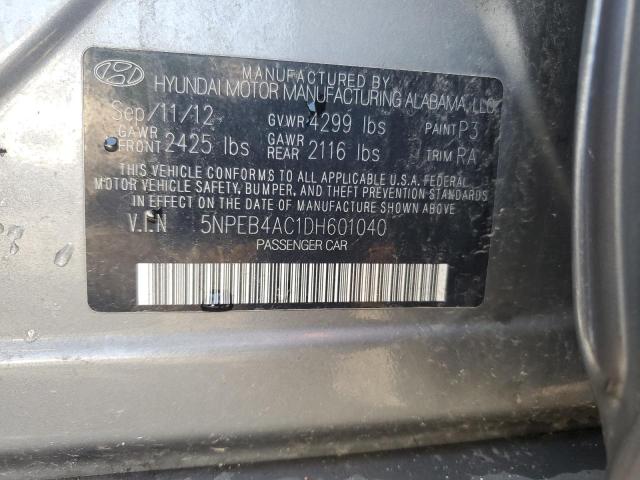 MANUFACTURED BY
HYUNDAI MOTOR MANUFACTURING ALABAMA, LLC
Sep/11/12 GVWR 4299 lbs PAINT P3
GAWR FRONT 2425 lbs GAWR REAR 2116 lbs TRIM RA
THIS VEHICLE CONFORMS TO ALL APPLICABLE U.S.A. FEDERAL
MOTOR VEHICLE SAFETY, BUMPER, AND THEFT PREVENTION STANDARDS
IN EFFECT ON THE DATE OF MANUFACTURE SHOWN ABOVE.
V.I.N 5NPEB4AC1DH601040
PASSENGER CAR